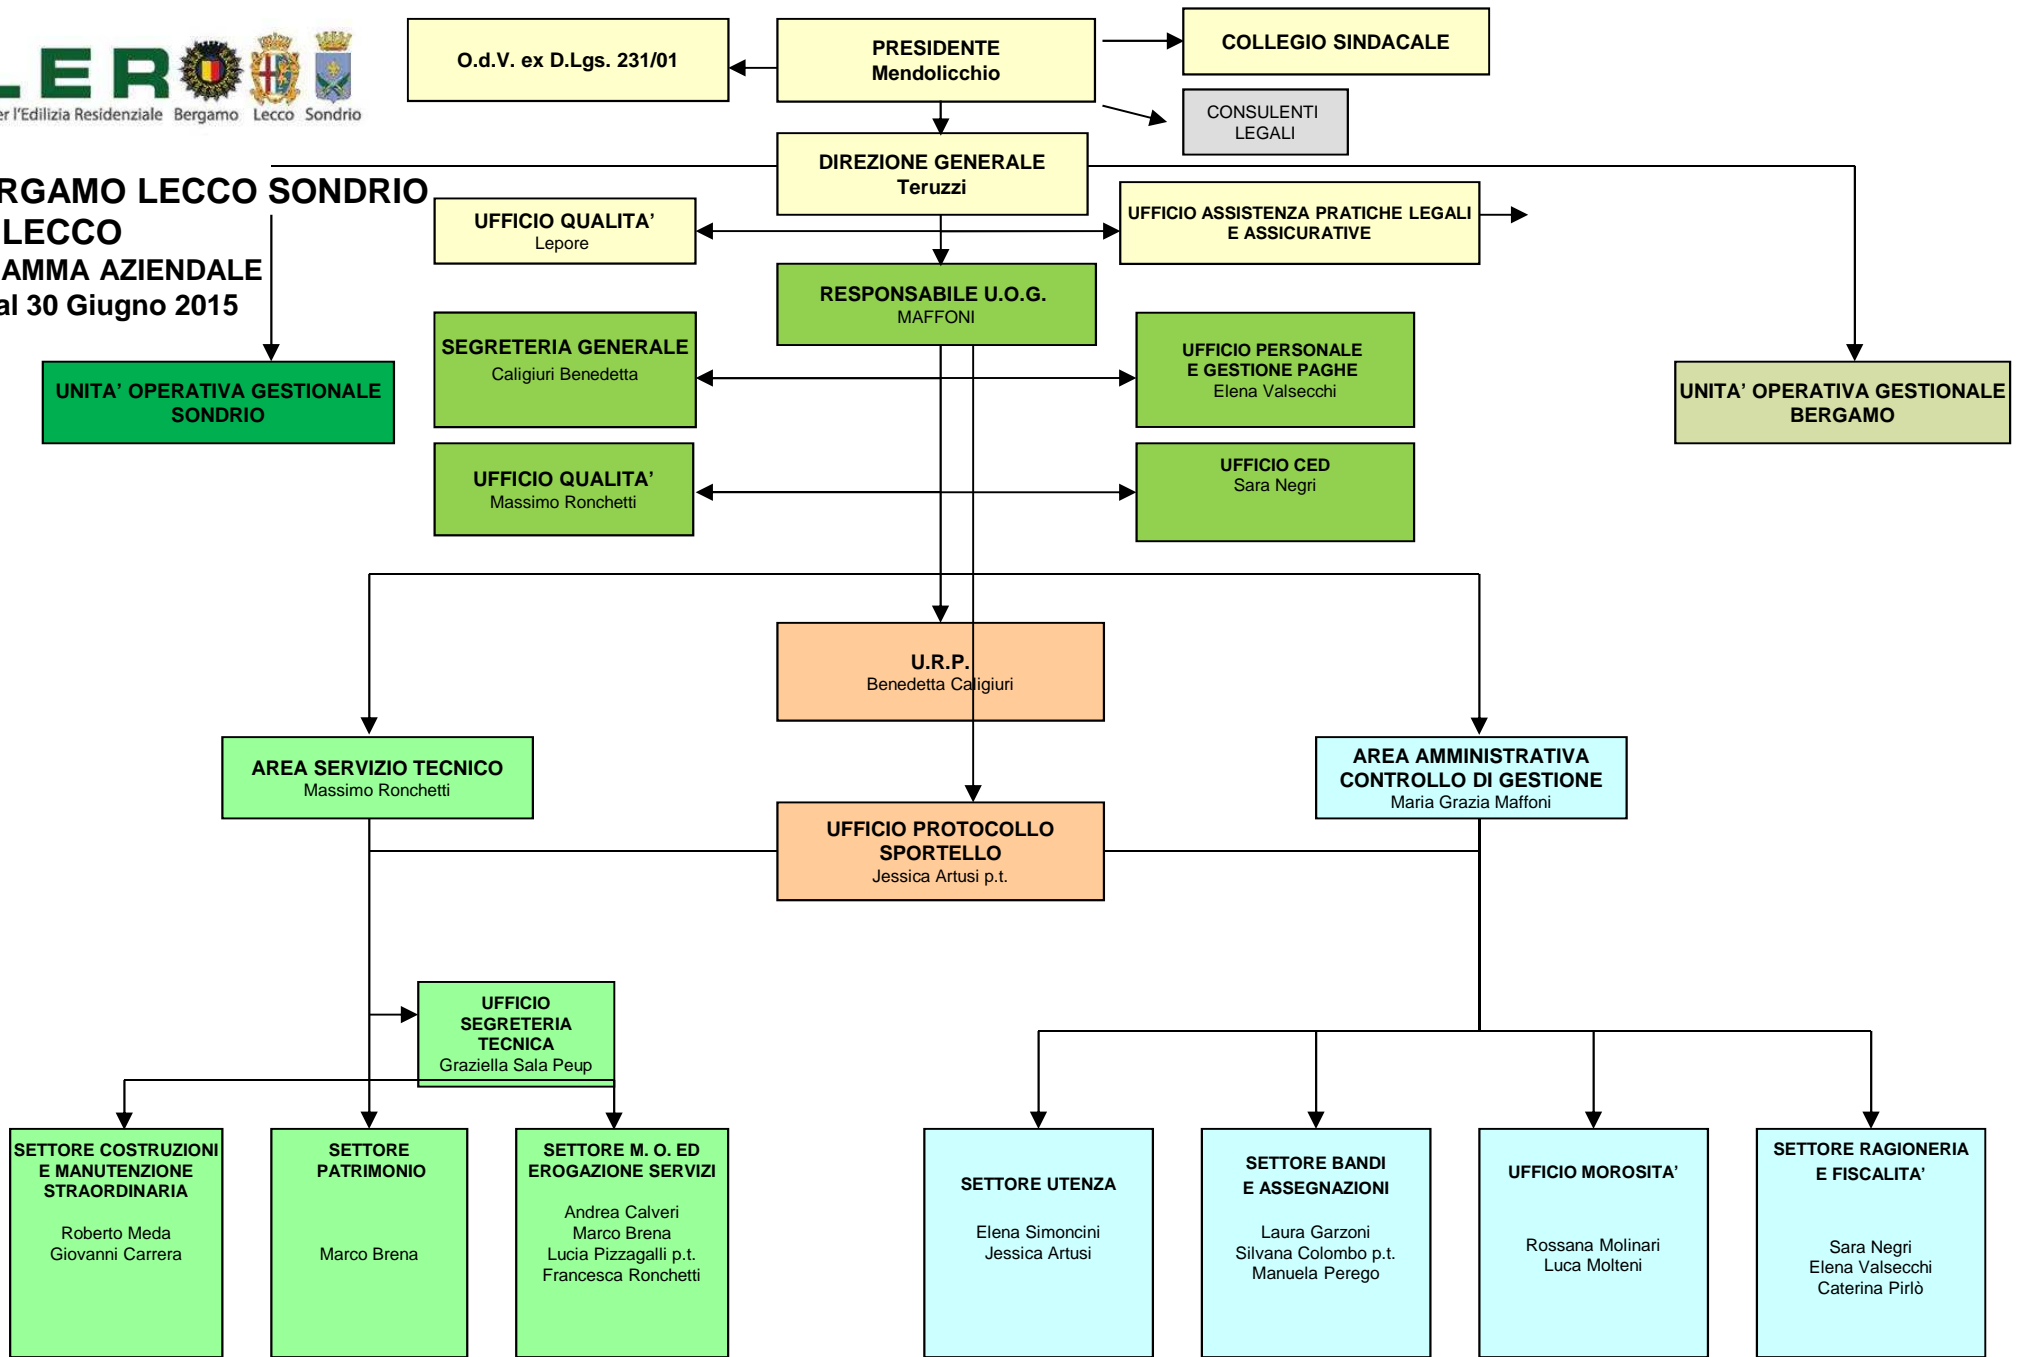 LER
er l'Edilizia Residenziale Bergamo Lecco Sondrio
RGAMO LECCO SONDRIO
LECCO
AMMA AZIENDALE
al 30 Giugno 2015
O.d.V. ex D.Lgs. 231/01
PRESIDENTE
Mendolicchio
COLLEGIO SINDACALE
CONSULENTI
LEGALI
DIREZIONE GENERALE
Teruzzi
UFFICIO QUALITA’
Lepore
UFFICIO ASSISTENZA PRATICHE LEGALI
E ASSICURATIVE
RESPONSABILE U.O.G.
MAFFONI
SEGRETERIA GENERALE
Caligiuri Benedetta
UFFICIO PERSONALE
E GESTIONE PAGHE
Elena Valsecchi
UNITA’ OPERATIVA GESTIONALE
SONDRIO
UNITA’ OPERATIVA GESTIONALE
BERGAMO
UFFICIO QUALITA’
Massimo Ronchetti
UFFICIO CED
Sara Negri
U.R.P.
Benedetta Caligiuri
AREA SERVIZIO TECNICO
Massimo Ronchetti
AREA AMMINISTRATIVA
CONTROLLO DI GESTIONE
Maria Grazia Maffoni
UFFICIO PROTOCOLLO
SPORTELLO
Jessica Artusi p.t.
UFFICIO
SEGRETERIA
TECNICA
Graziella Sala Peup
SETTORE COSTRUZIONI
E MANUTENZIONE
STRAORDINARIA
Roberto Meda
Giovanni Carrera
SETTORE
PATRIMONIO
Marco Brena
SETTORE M. O. ED
EROGAZIONE SERVIZI
Andrea Calveri
Marco Brena
Lucia Pizzagalli p.t.
Francesca Ronchetti
SETTORE UTENZA
Elena Simoncini
Jessica Artusi
SETTORE BANDI
E ASSEGNAZIONI
Laura Garzoni
Silvana Colombo p.t.
Manuela Perego
UFFICIO MOROSITA’
Rossana Molinari
Luca Molteni
SETTORE RAGIONERIA
E FISCALITA’
Sara Negri
Elena Valsecchi
Caterina Pirlò